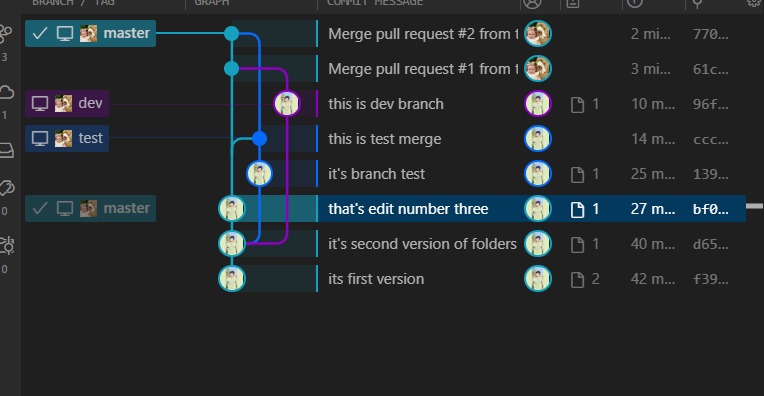 BRANCH / TAG GRAPH COMMIT MESSAGE
master Merge pull request #2 from t 2 mi... 770...
Merge pull request #1 from t 3 mi... 61c...
dev this is dev branch 1 10 m... 96f...
test this is test merge 14 m... ccc...
it's branch test 1 25 m... 139...
master that's edit number three 1 27 m... bf0...
it's second version of folders 1 40 m... d65...
its first version 2 42 m... f39...
3
1
0
0